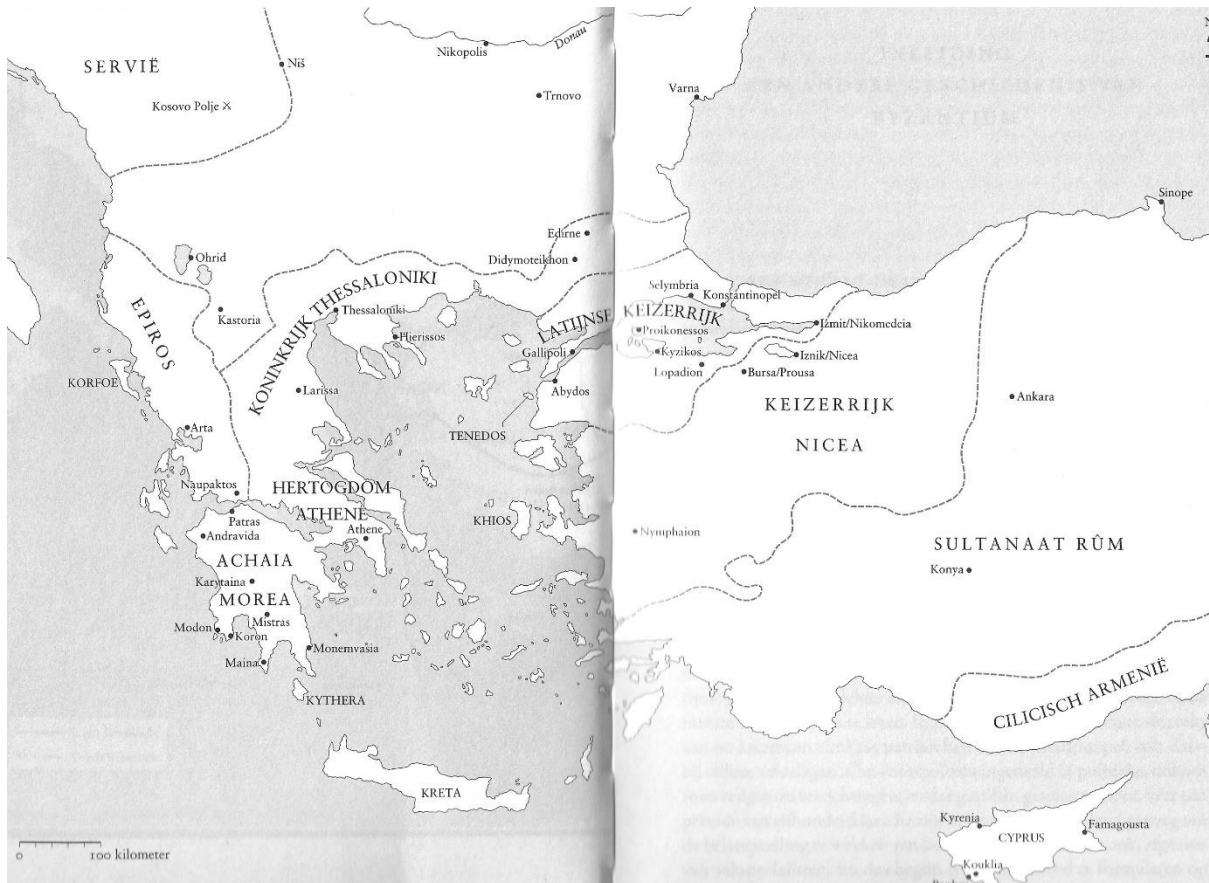 Donau
Nikopolis
SERVIË
Niš
Kosovo Polje
Trnovo
Varna
Sinope
Edirne
Ohrid
Didymoteikhon
KONINKRIJK THESSALONIKI
Selymbria
Konstantinopel
EPIROS
Kastoria
Thessaloniki
LATIJNSE KEIZERRIJK
Hierissos
Proikonessos
Izmit/Nikomedeia
Gallipoli
Kyzikos
Iznik/Nicea
KORFOE
Lopadion
Bursa/Prousa
Larissa
Abydos
Ankara
KEIZERRIJK
NICEA
Arta
TENEDOS
Naupaktos
HERTOGDOM
ATHENE
Patras
KHIOS
Andravida
Athene
Nymphaion
ACHAIA
SULTANAAT RÛM
Karytaina
Konya
MOREA
Mistras
Modon
Koron
Monemvasia
Maina
KYTHERA
CILICISCH ARMENIË
KRETA
Kyrenia
CYPRUS
Famagousta
0 100 kilometer
Kouklia